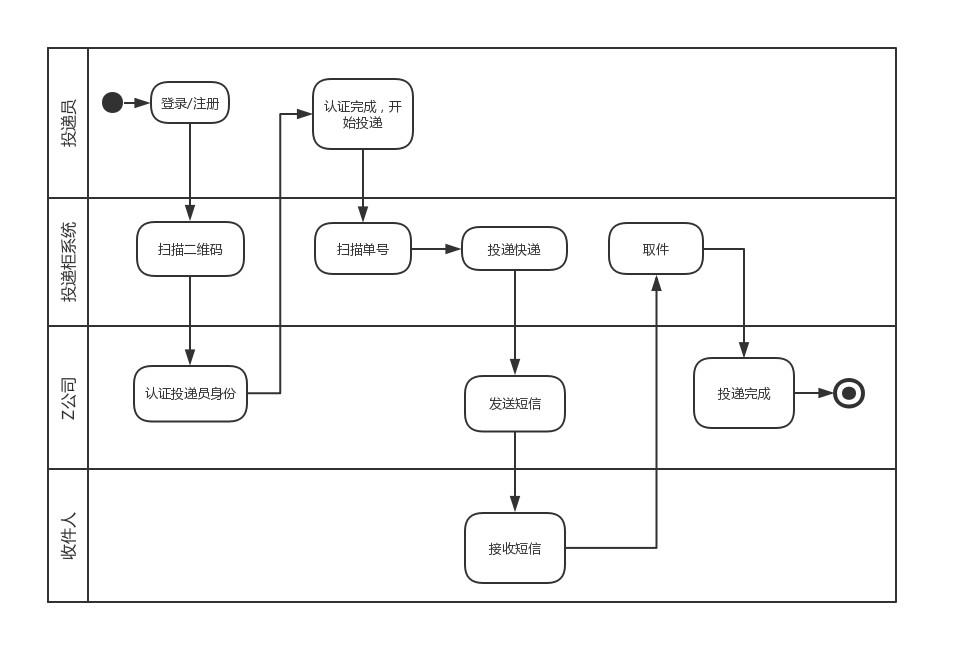 投递员
登录/注册
认证完成，开
始投递
投递柜系统
扫描二维码
扫描单号
投递快递
取件
Z公司
认证投递员身份
发送短信
投递完成
收件人
接收短信